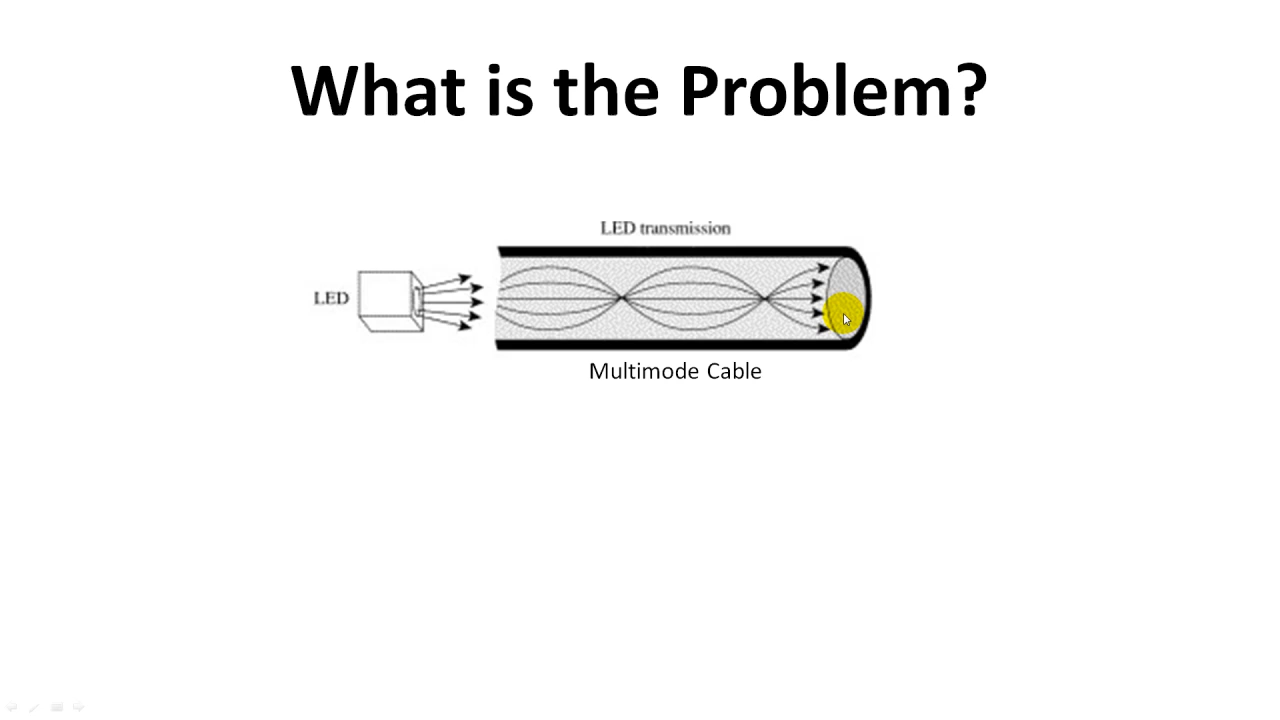 What is the Problem?
LED transmission
LED
Multimode Cable